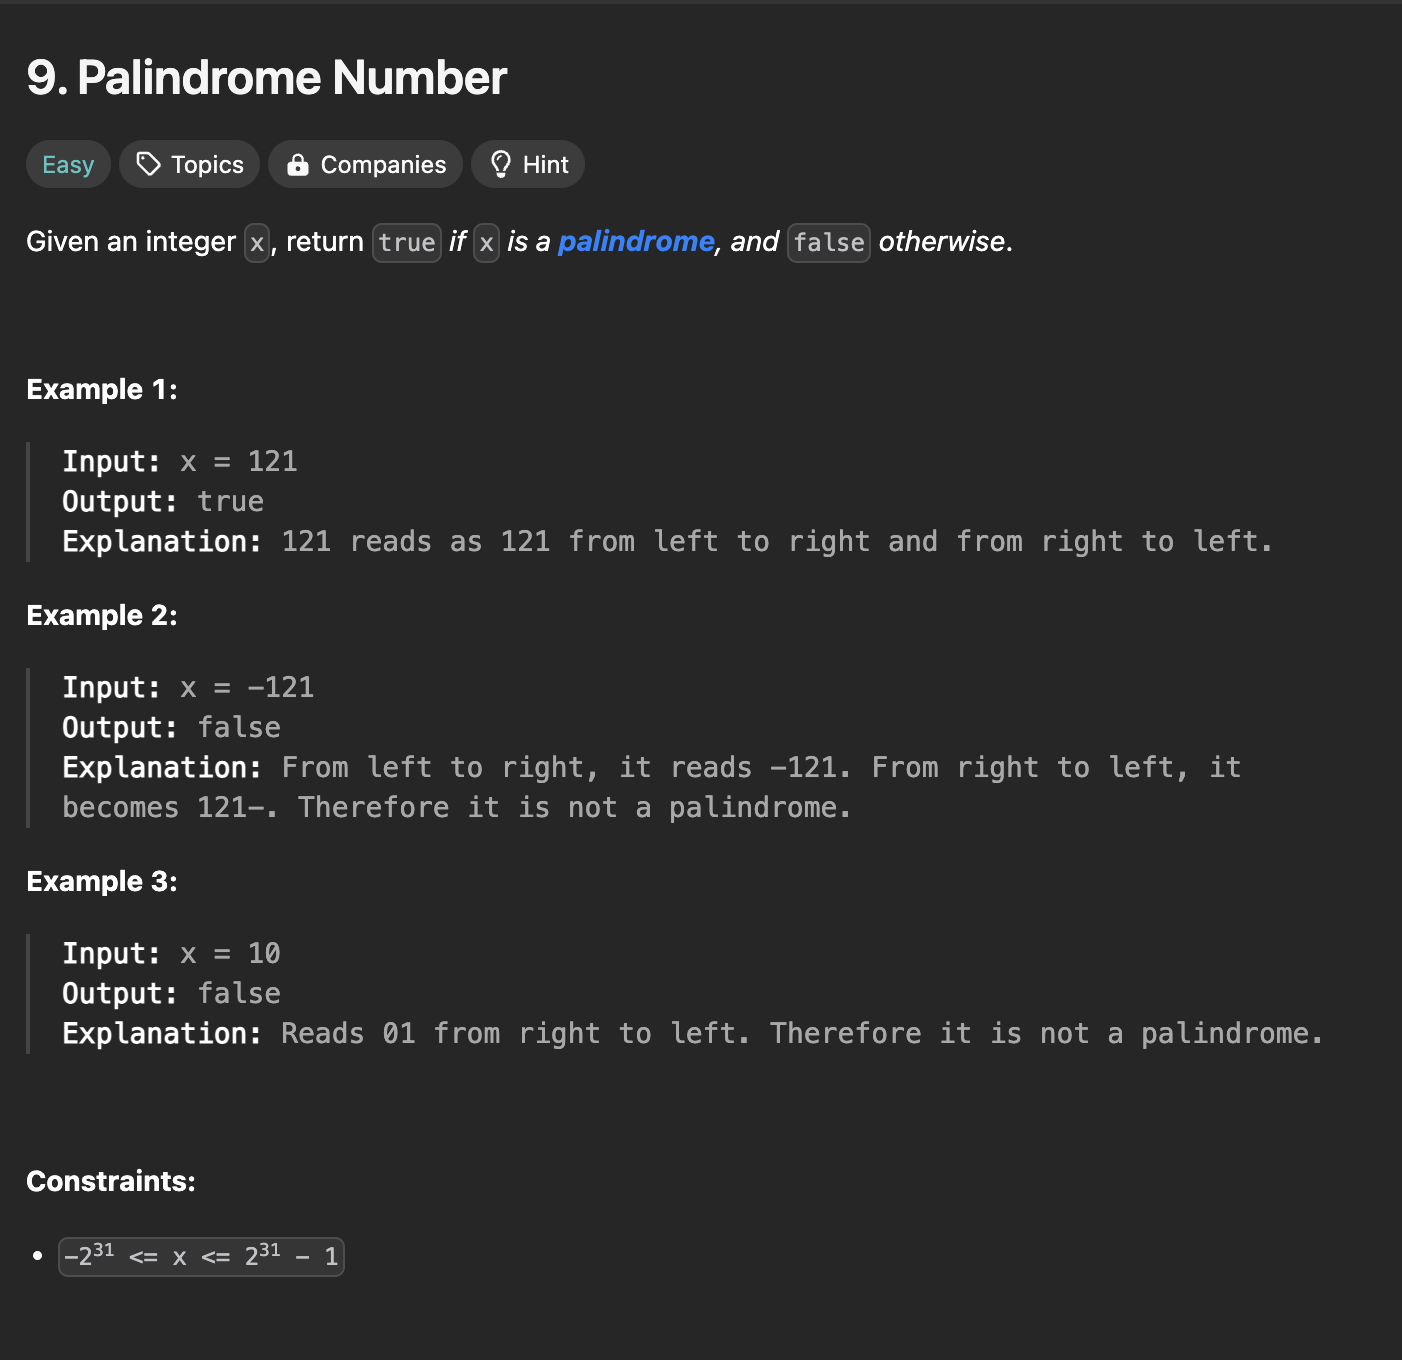 9. Palindrome Number
Easy Topics Companies Hint
Given an integer x, return true if x is a palindrome, and false otherwise.
Example 1:
Input: x = 121
Output: true
Explanation: 121 reads as 121 from left to right and from right to left.
Example 2:
Input: x = -121
Output: false
Explanation: From left to right, it reads -121. From right to left, it
becomes 121-. Therefore it is not a palindrome.
Example 3:
Input: x = 10
Output: false
Explanation: Reads 01 from right to left. Therefore it is not a palindrome.
Constraints:
• -2³¹ <= x <= 2³¹ - 1